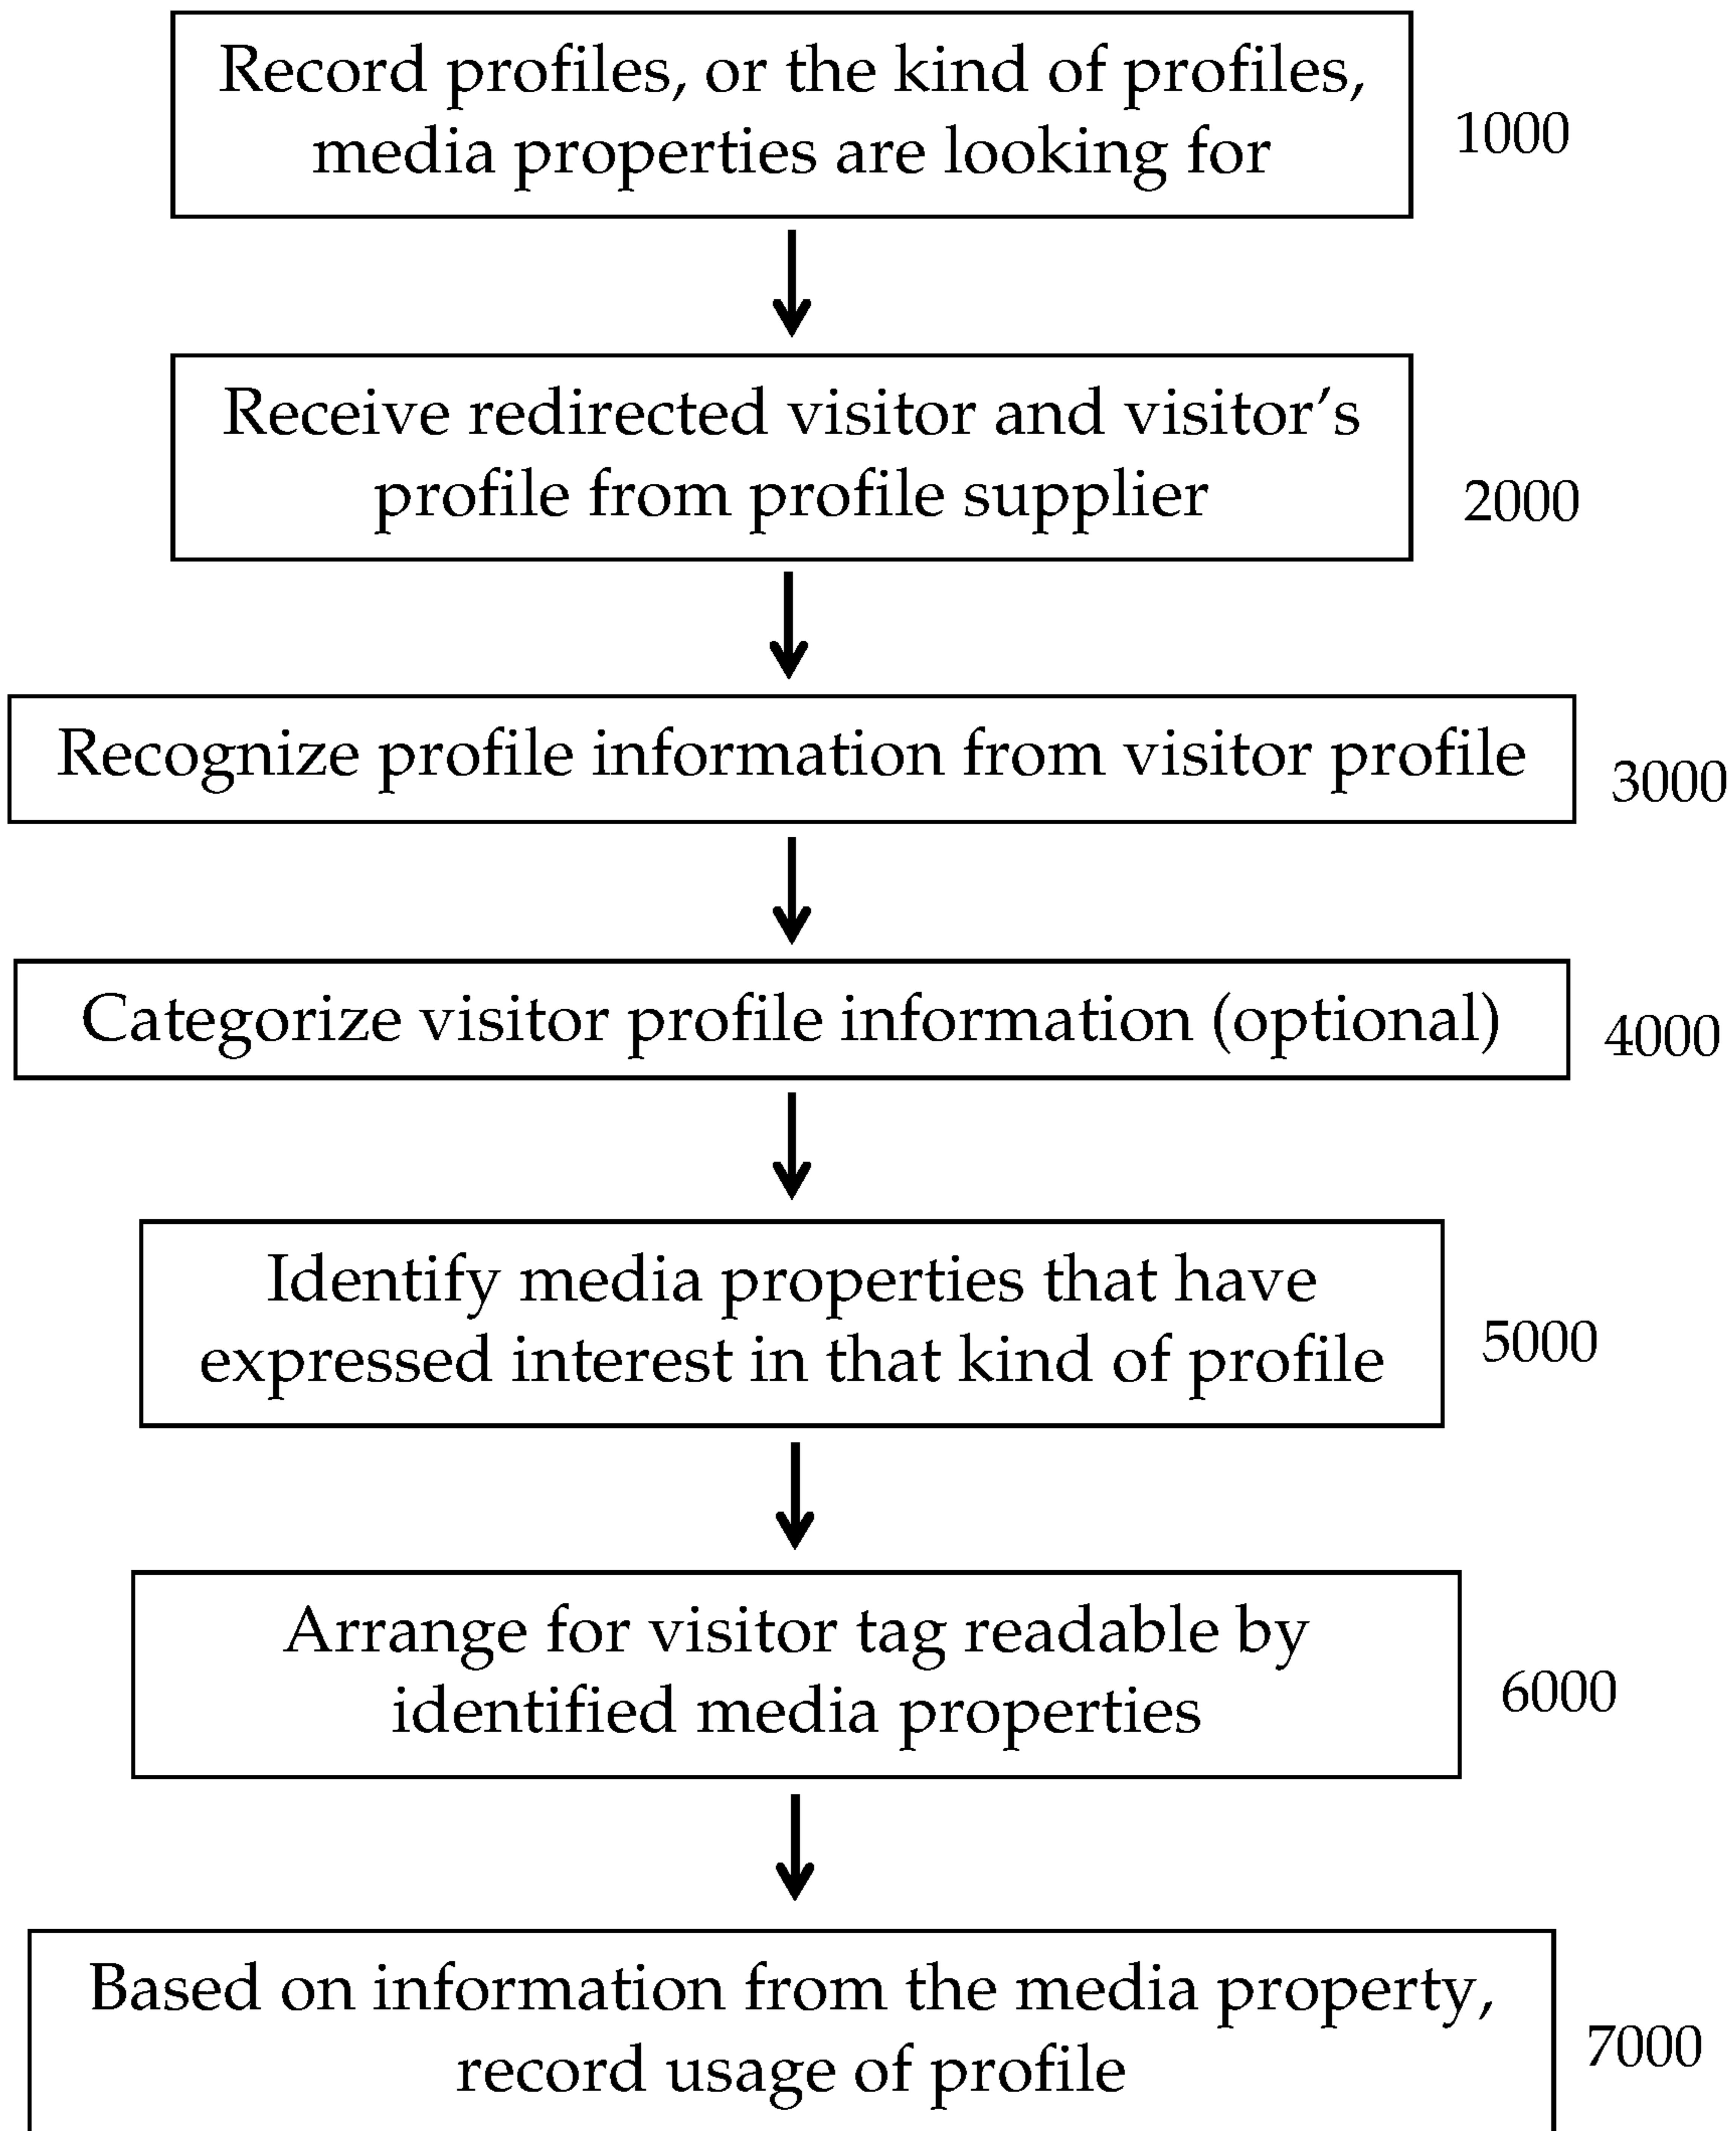 Record profiles, or the kind of profiles,
media properties are looking for
1000
Receive redirected visitor and visitor’s
profile from profile supplier
2000
Recognize profile information from visitor profile
3000
Categorize visitor profile information (optional)
4000
Identify media properties that have
expressed interest in that kind of profile
5000
Arrange for visitor tag readable by
identified media properties
6000
Based on information from the media property,
record usage of profile
7000